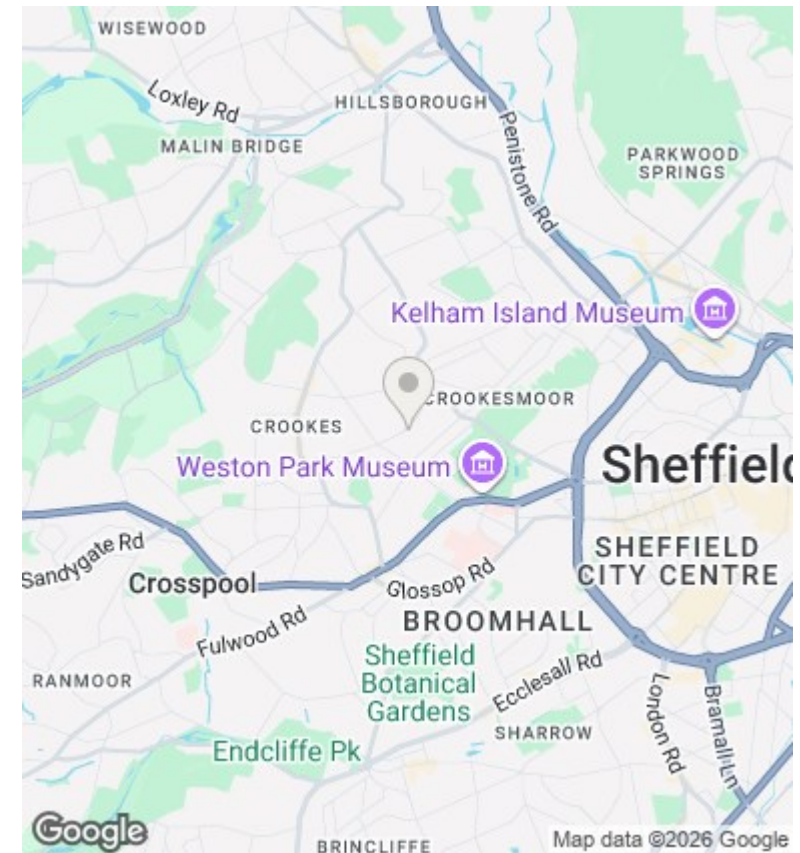 WISEWOOD
Loxley Rd
HILLSBOROUGH
MALIN BRIDGE
Penistone Rd
PARKWOOD
SPRINGS
Kelham Island Museum
CROOKESMOOR
CROOKES
Weston Park Museum
Sheffield
Sandygate Rd
SHEFFIELD
CITY CENTRE
Crosspool
Glossop Rd
BROOMHALL
Fulwood Rd
Sheffield
Botanical
Gardens
Ecclesall Rd
RANMOOR
London Rd
Bramall Ln
SHARROW
Endcliffe Pk
Google
BRINCLIFFE
Map data ©2026 Google